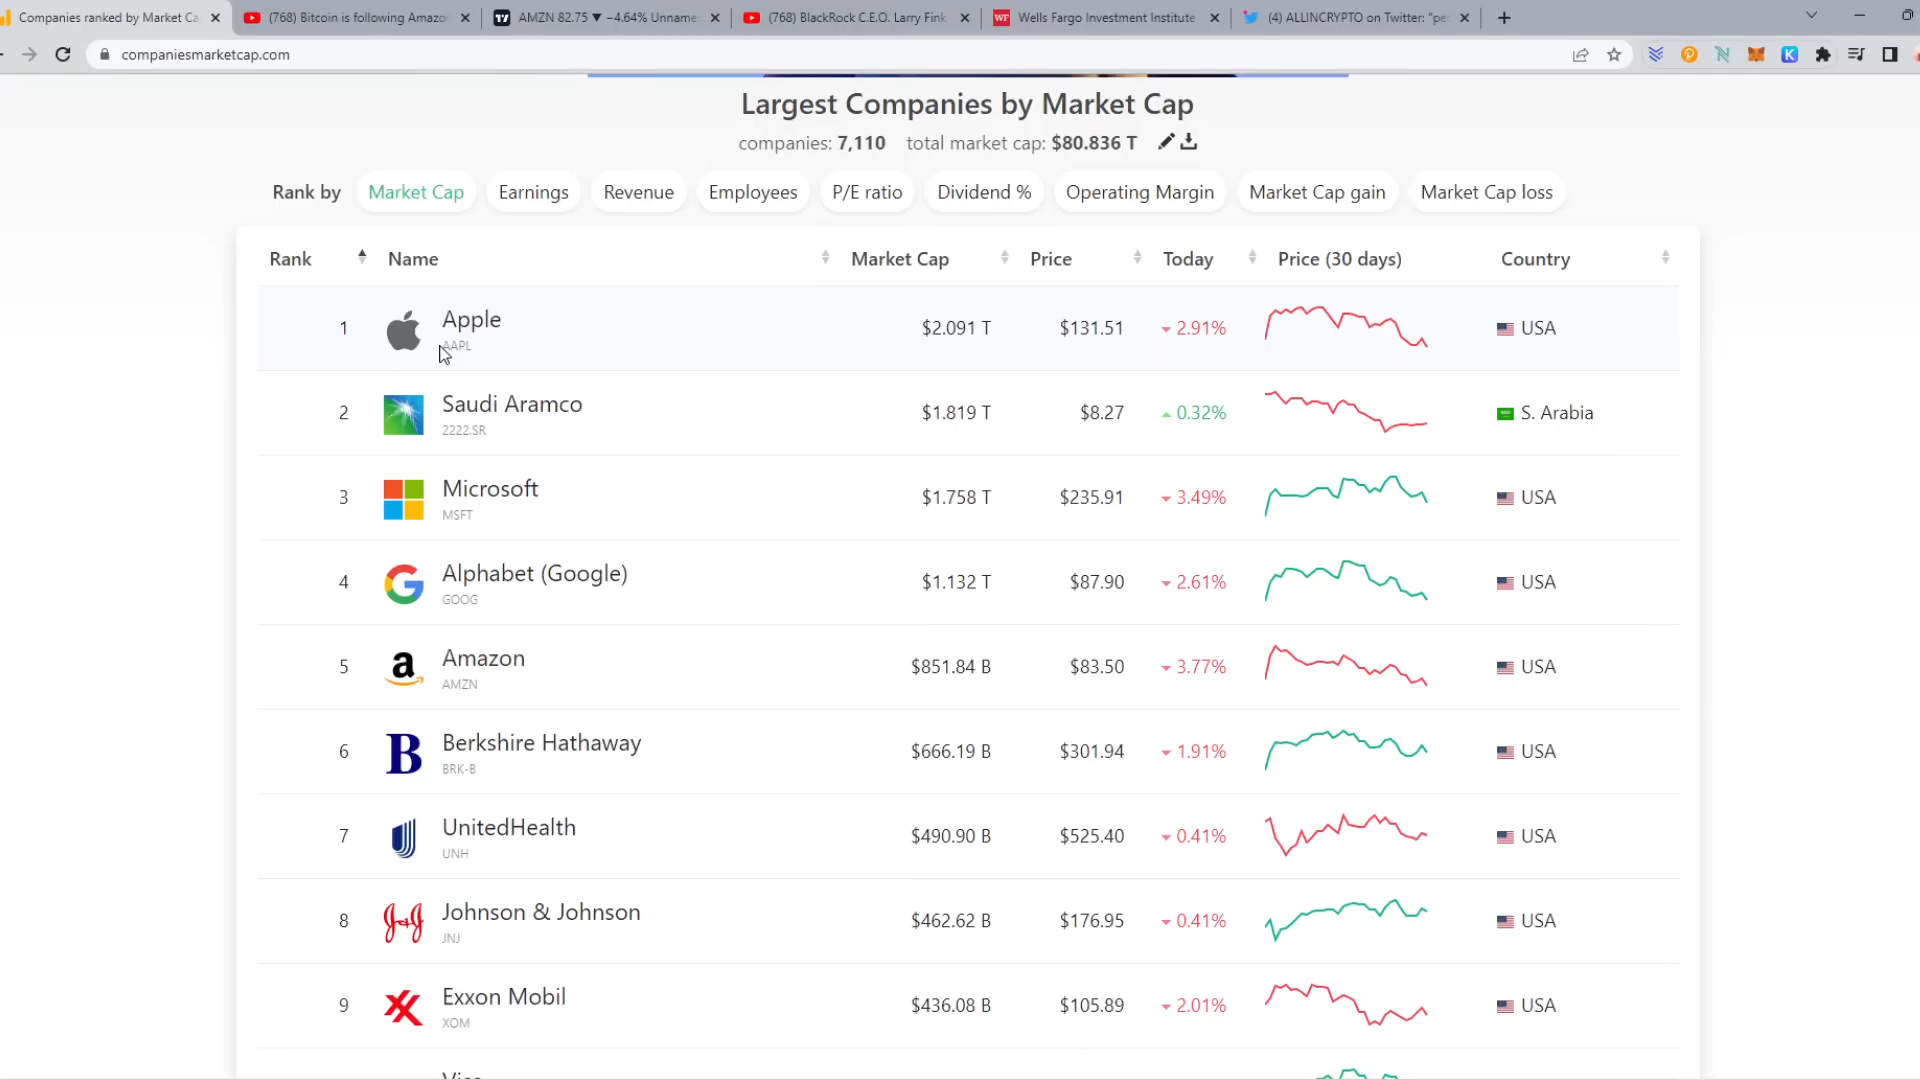 Companies ranked by Market Ca
(768) Bitcoin is following Amazo
AMZN 82.75 ▼ −4.64% Unname
(768) BlackRock C.E.O. Larry Fink
WF Wells Fargo Investment Institute
(4) ALLINCRYPTO on Twitter: "pe
companiesmarketcap.com
Largest Companies by Market Cap
companies: 7,110 total market cap: $80.836 T
Rank by Market Cap Earnings Revenue Employees P/E ratio Dividend % Operating Margin Market Cap gain Market Cap loss
Rank Name Market Cap Price Today Price (30 days) Country
1 Apple $2.091 T $131.51 2.91% USA
AAPL
2 Saudi Aramco $1.819 T $8.27 0.32% S. Arabia
2222.SR
3 Microsoft $1.758 T $235.91 3.49% USA
MSFT
4 Alphabet (Google) $1.132 T $87.90 2.61% USA
GOOG
5 Amazon $851.84 B $83.50 3.77% USA
AMZN
6 Berkshire Hathaway $666.19 B $301.94 1.91% USA
BRK-B
7 UnitedHealth $490.90 B $525.40 0.41% USA
UNH
8 Johnson & Johnson $462.62 B $176.95 0.41% USA
JNJ
9 Exxon Mobil $436.08 B $105.89 2.01% USA
XOM